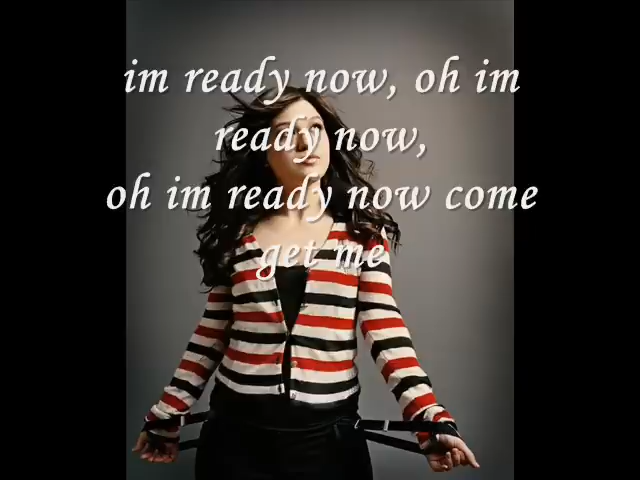 im ready now, oh im
ready now,
oh im ready now come
get me